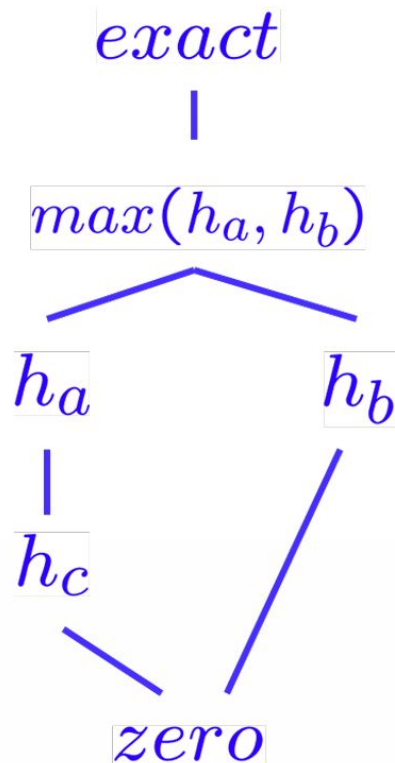 exact
max(h_a, h_b)
h_a h_b
h_c
zero